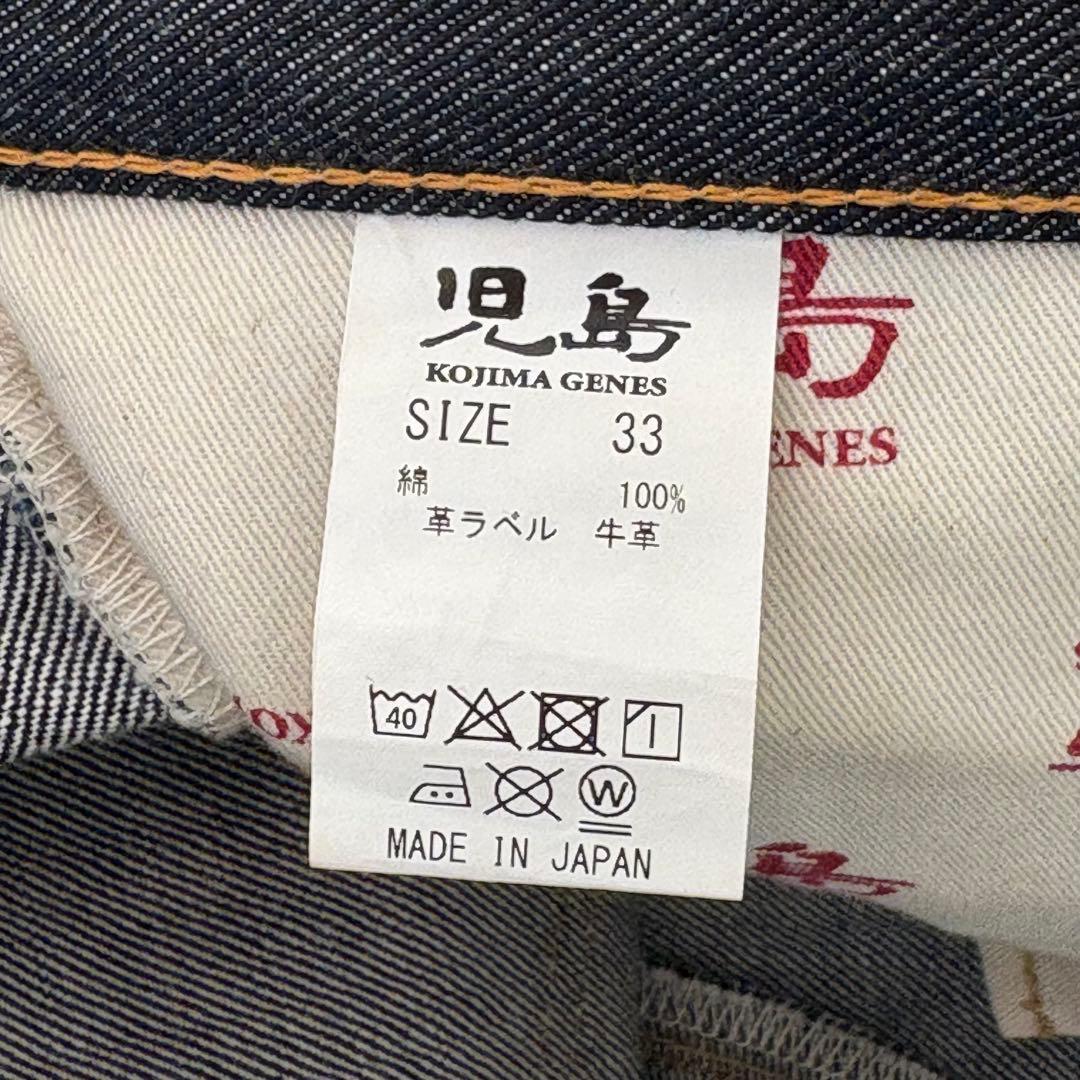 児島
KOJIMA GENES
SIZE 33
綿 100%
革ラベル 牛革
40
W
MADE IN JAPAN
島
ENES